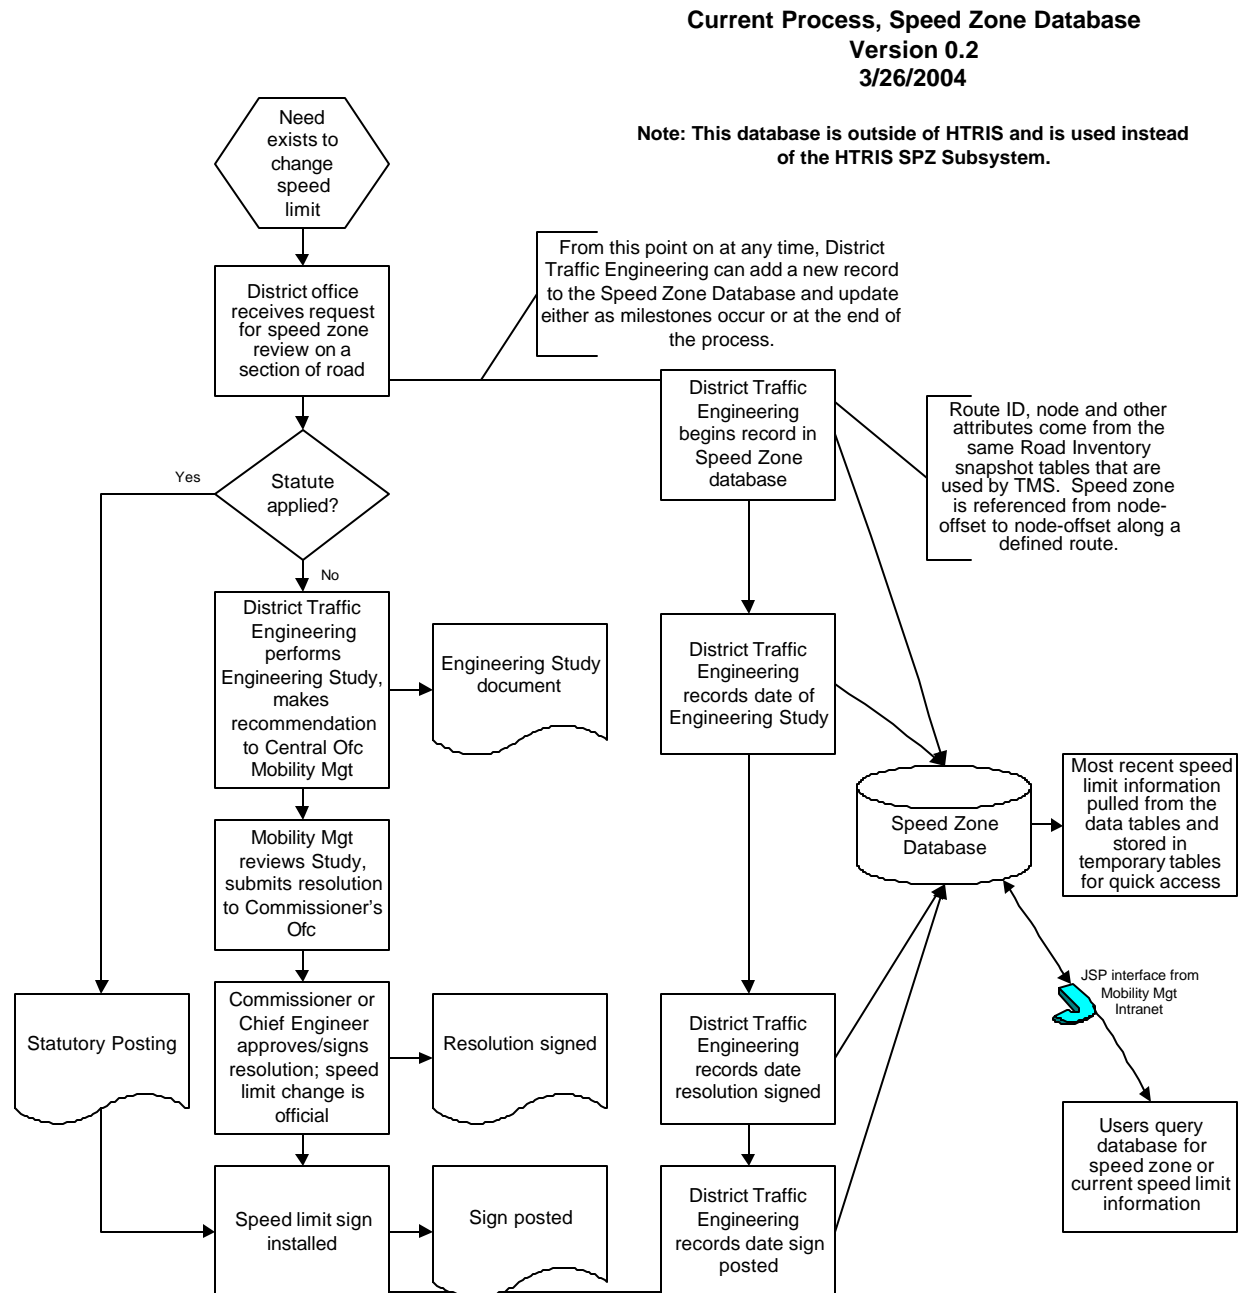 Current Process, Speed Zone Database
Version 0.2
3/26/2004
Note: This database is outside of HTRIS and is used instead
of the HTRIS SPZ Subsystem.
Need
exists to
change
speed
limit
From this point on at any time, District
Traffic Engineering can add a new record
to the Speed Zone Database and update
either as milestones occur or at the end of
the process.
District office
receives request
for speed zone
review on a
section of road
District Traffic
Engineering
begins record in
Speed Zone
database
Route ID, node and other
attributes come from the
same Road Inventory
snapshot tables that are
used by TMS.  Speed zone
is referenced from node-
offset to node-offset along a
defined route.
Yes
Statute
applied?
No
District Traffic
Engineering
performs
Engineering Study,
makes
recommendation
to Central Ofc
Mobility Mgt
Engineering Study
document
District Traffic
Engineering
records date of
Engineering Study
Speed Zone
Database
Most recent speed
limit information
pulled from the
data tables and
stored in
temporary tables
for quick access
Mobility Mgt
reviews Study,
submits resolution
to Commissioner's
Ofc
JSP interface from
Mobility Mgt
Intranet
Statutory Posting
Commissioner or
Chief Engineer
approves/signs
resolution; speed
limit change is
official
Resolution signed
District Traffic
Engineering
records date
resolution signed
Users query
database for
speed zone or
current speed limit
information
Speed limit sign
installed
Sign posted
District Traffic
Engineering
records date sign
posted